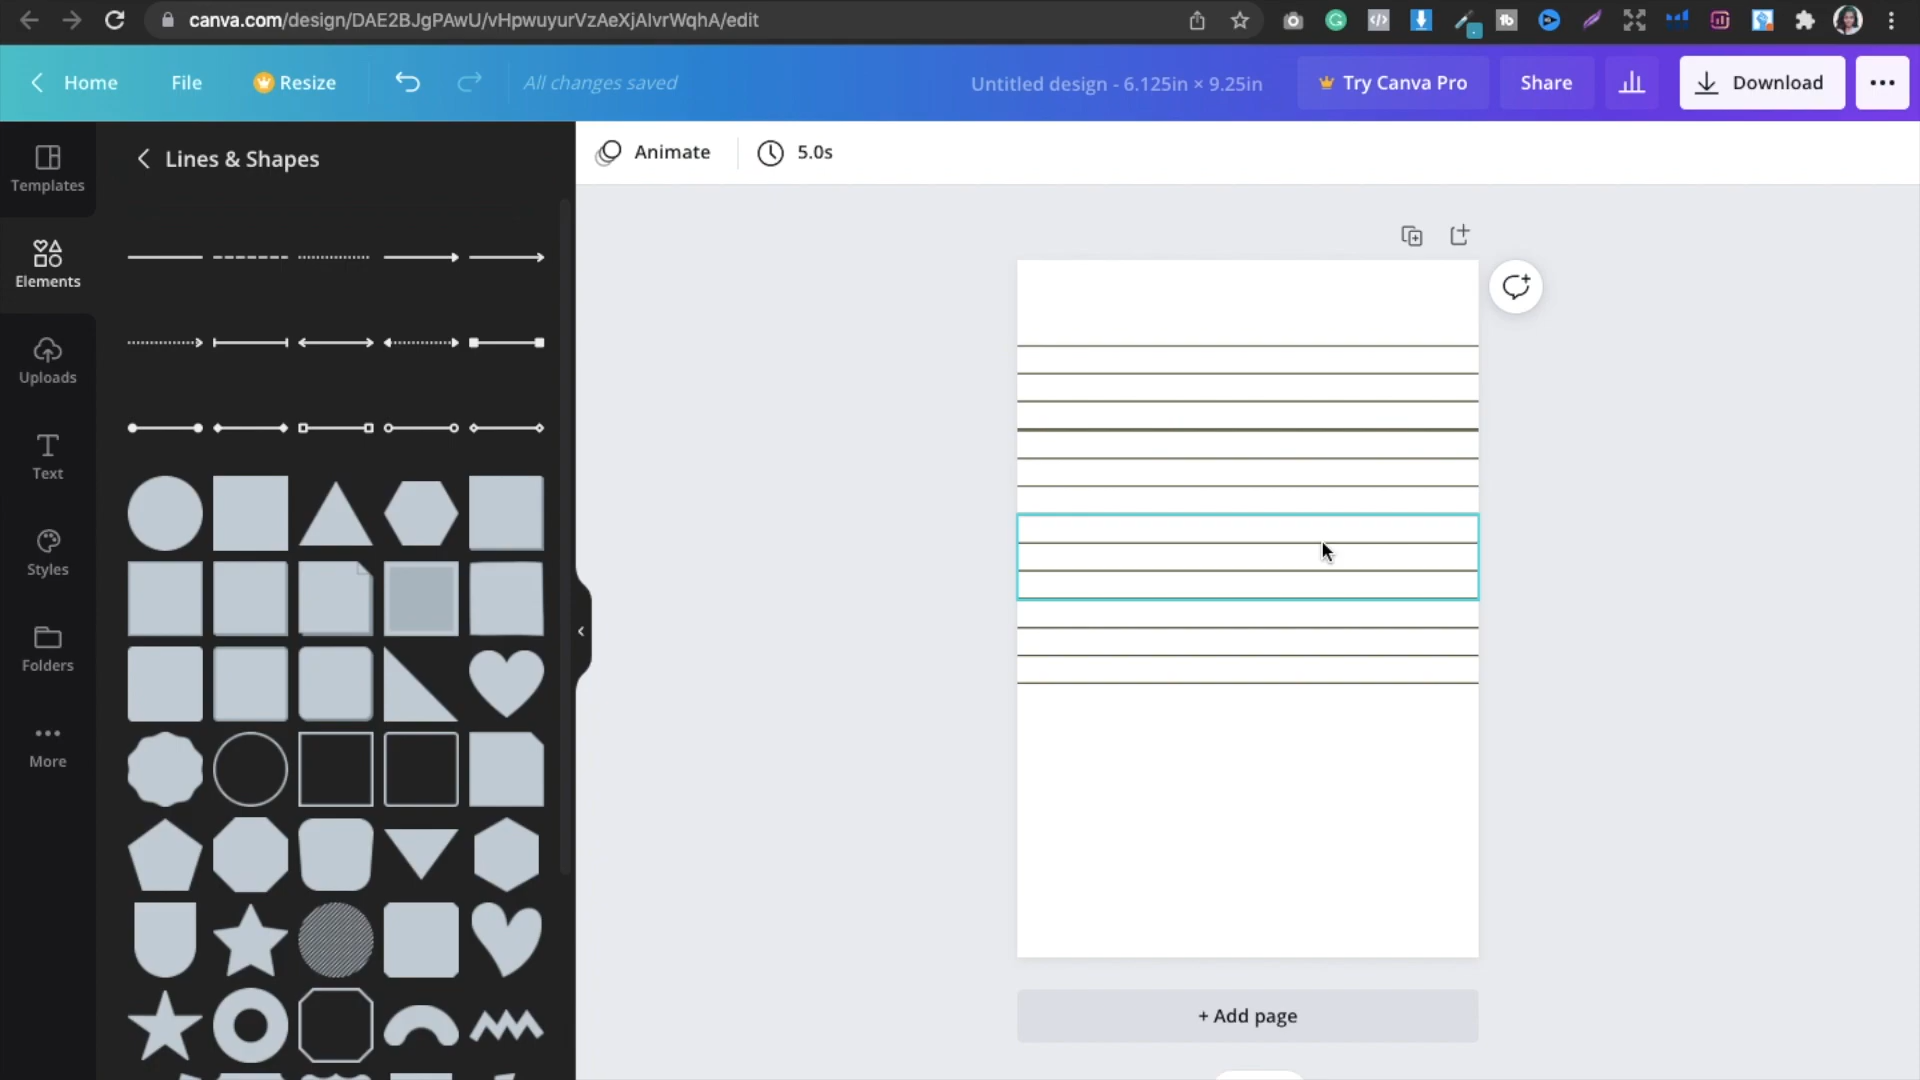 canva.com/design/DAE2BJgPAwU/vHpwuyurVzAeXjAlvrWqhA/edit
Home
File
Resize
All changes saved
Untitled design - 6.125in × 9.25in
Try Canva Pro
Share
Download
Templates
Elements
Uploads
Text
Styles
Folders
More
Lines & Shapes
Animate
5.0s
+ Add page